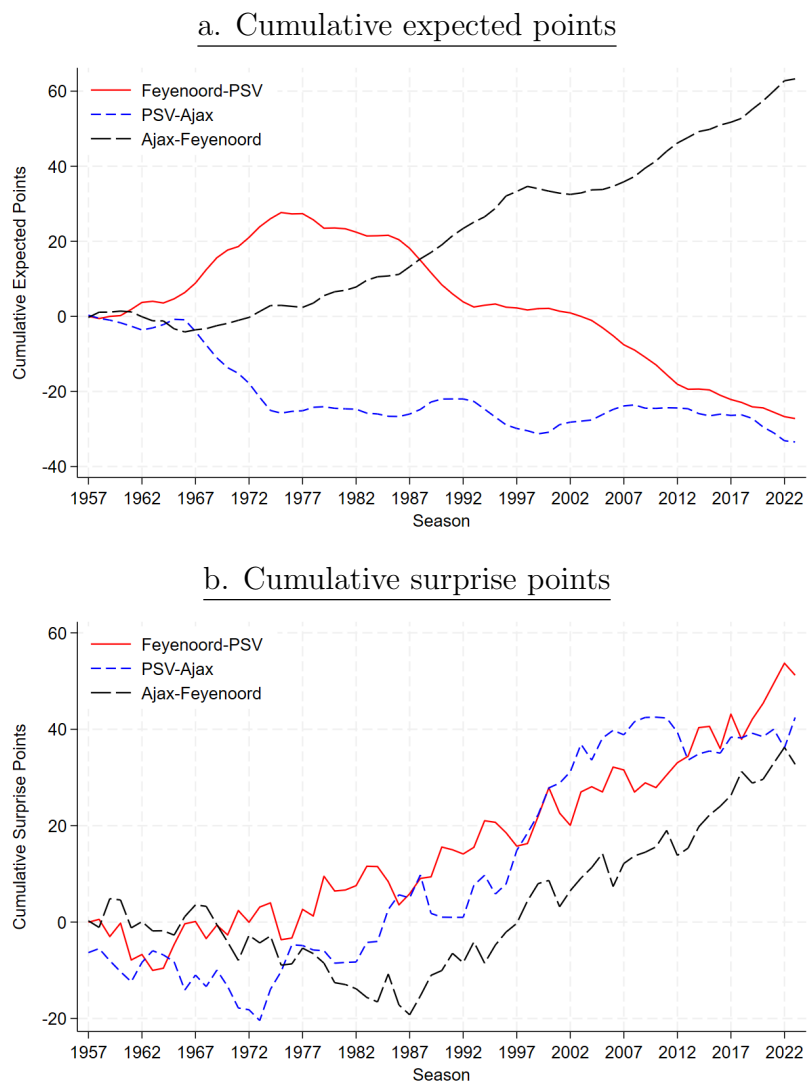 a. Cumulative expected points
Feyenoord-PSV
PSV-Ajax
Ajax-Feyenoord
Cumulative Expected Points
60
40
20
0
-20
-40
1957 1962 1967 1972 1977 1982 1987 1992 1997 2002 2007 2012 2017 2022
Season
b. Cumulative surprise points
Feyenoord-PSV
PSV-Ajax
Ajax-Feyenoord
Cumulative Surprise Points
60
40
20
0
-20
1957 1962 1967 1972 1977 1982 1987 1992 1997 2002 2007 2012 2017 2022
Season